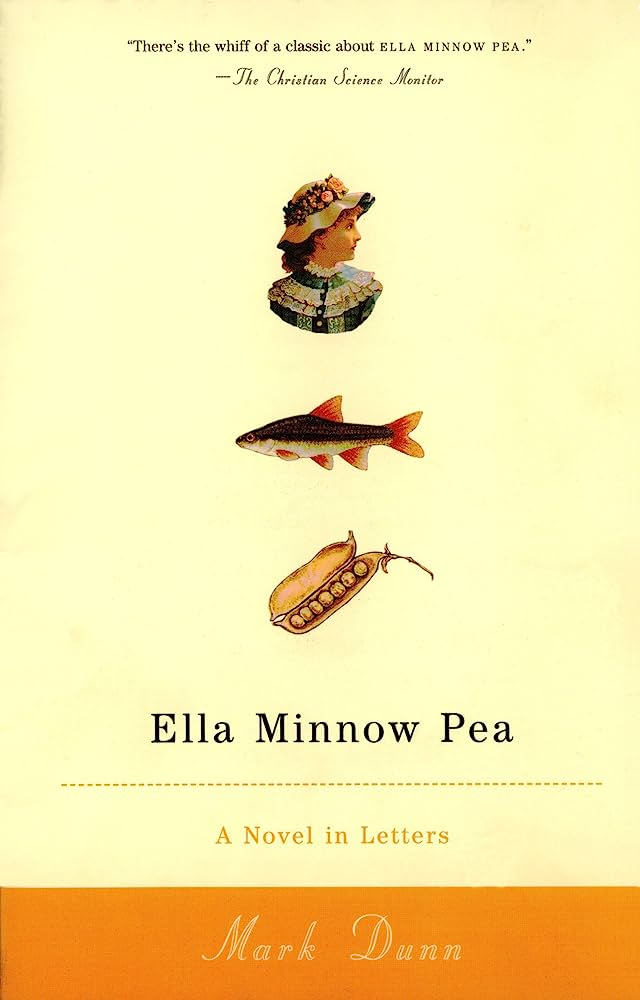 “There’s the whiff of a classic about ELLA MINNOW PEA.”
—The Christian Science Monitor
Ella Minnow Pea
A Novel in Letters
Mark Dunn